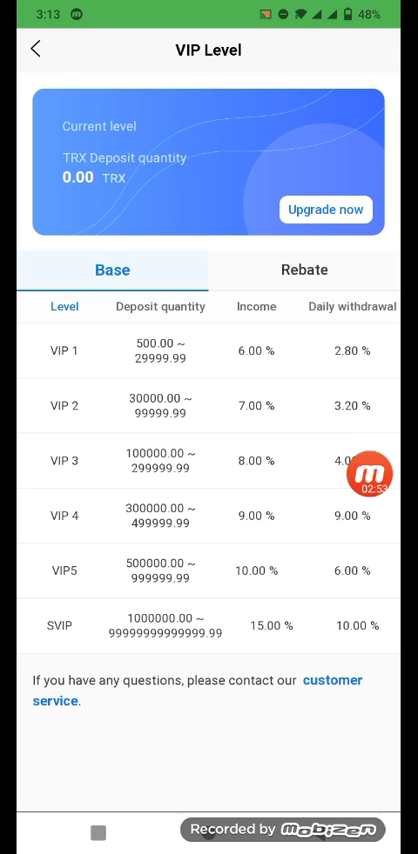 3:13
48%
VIP Level
Current level
TRX Deposit quantity
0.00 TRX
Upgrade now
Base Rebate
Level Deposit quantity Income Daily withdrawal
VIP 1 500.00 ~ 29999.99 6.00 % 2.80 %
VIP 2 30000.00 ~ 99999.99 7.00 % 3.20 %
VIP 3 100000.00 ~ 299999.99 8.00 %
02:53
VIP 4 300000.00 ~ 499999.99 9.00 % 9.00 %
VIP5 500000.00 ~ 999999.99 10.00 % 6.00 %
SVIP 1000000.00 ~ 99999999999999.99 15.00 % 10.00 %
If you have any questions, please contact our customer
service.
Recorded by mobizen